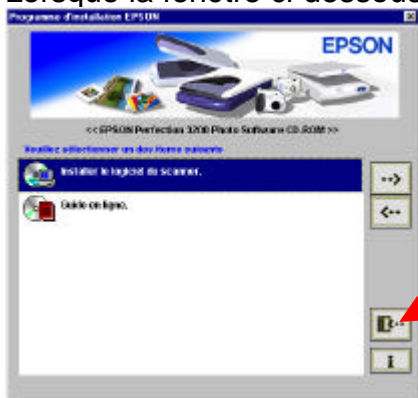 Lorsque la fenêtre ci-dessous
Programme d'installation EPSON
EPSON
<< EPSON Perfection 3200 Photo Software CD-ROM >>
Veuillez sélectionner un des items suivants
Installer le logiciel du scanner.
Guide en ligne.
i